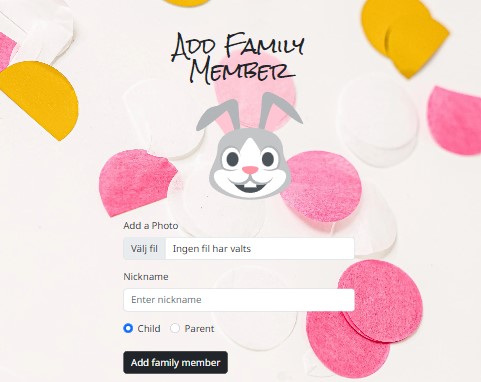 Add Family
Member
Add a Photo
Välj fil Ingen fil har valts
Nickname
Enter nickname
Child Parent
Add family member